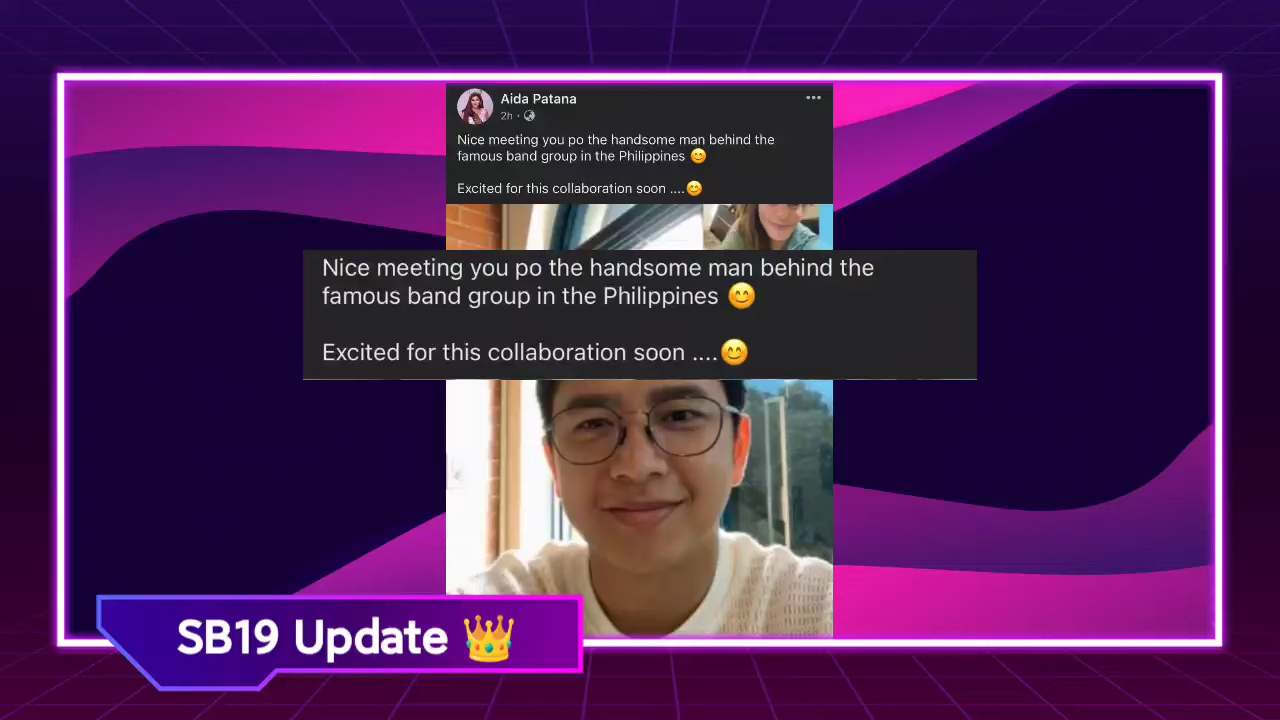 Aida Patana
2h ·
Nice meeting you po the handsome man behind the
famous band group in the Philippines 😊
Excited for this collaboration soon ....😊
Nice meeting you po the handsome man behind the
famous band group in the Philippines 😊
Excited for this collaboration soon ....😊
SB19 Update 👑